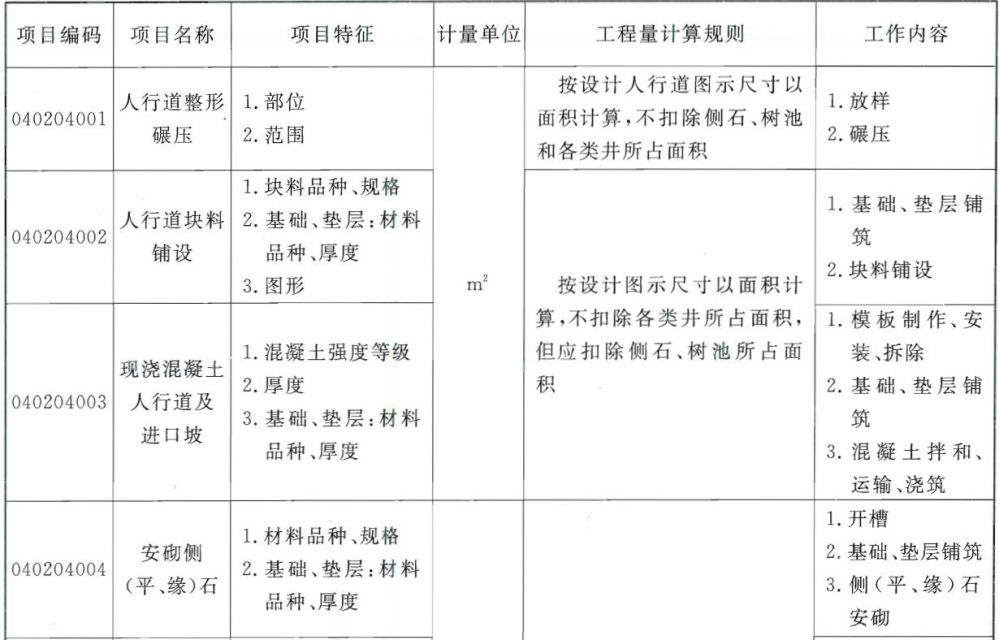 项目编码 项目名称 项目特征 计量单位 工程量计算规则 工作内容
040204001
人行道整形
碾压
1.部位
2.范围
m²
按设计人行道图示尺寸以
面积计算,不扣除侧石、树池
和各类井所占面积
1.放样
2.碾压
040204002
人行道块料
铺设
1.块料品种、规格
2.基础、垫层:材料
品种、厚度
3.图形
按设计图示尺寸以面积计
算,不扣除各类井所占面积,
但应扣除侧石、树池所占面
积
1.基础、垫层铺
筑
2.块料铺设
040204003
现浇混凝土
人行道及
进口坡
1.混凝土强度等级
2.厚度
3.基础、垫层:材料
品种、厚度
1.模板制作、安
装、拆除
2.基础、垫层铺
筑
3.混凝土拌和、
运输、浇筑
040204004
安砌侧
(平、缘)石
1.材料品种、规格
2.基础、垫层:材料
品种、厚度
1.开槽
2.基础、垫层铺筑
3.侧(平、缘)石
安砌